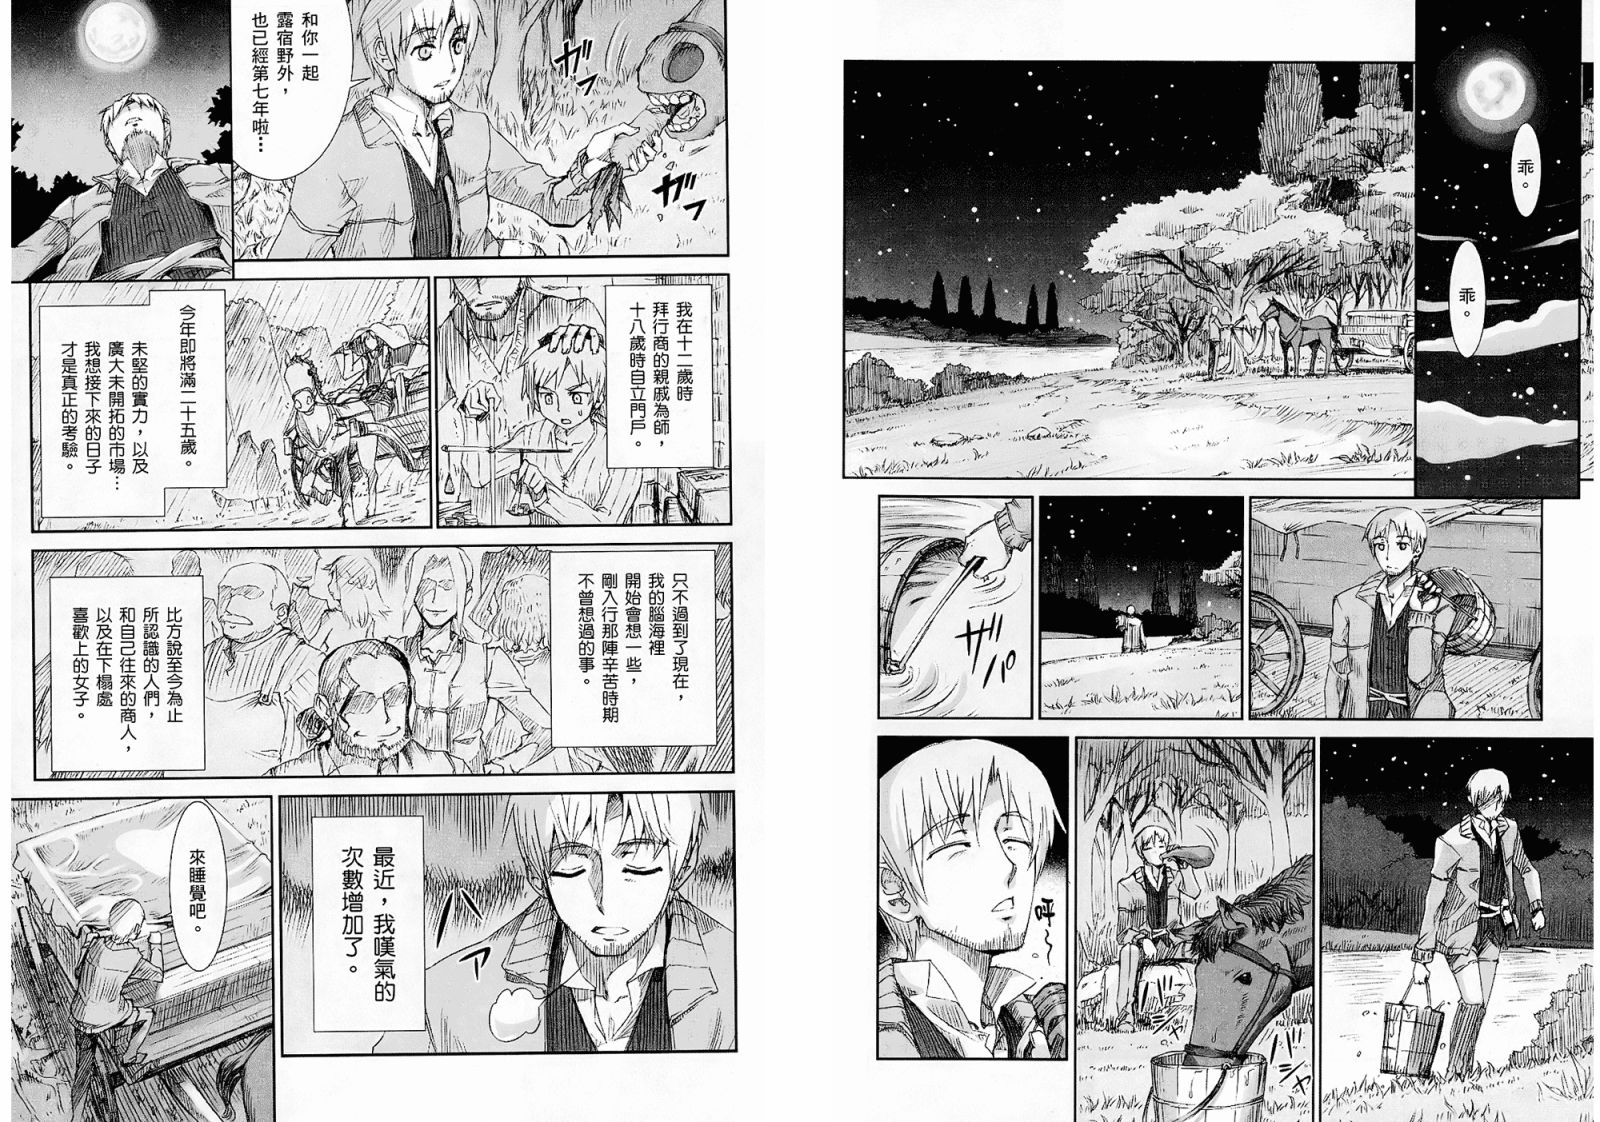 乖。
乖。
ザ
パ
呼～
ジャバ
ジャバ
和你一起
露宿野外，
也已經第七年啦…
ガッ
ガッ
我在十二歲時
拜行商的親戚為師，
十八歲時自立門戶。
今年即將滿二十五歲。
未堅的實力，以及
廣大未開拓的市場…
我想接下來的日子
才是真正的考驗。
只不過到了現在，
我的腦海裡
開始會想一些，
剛入行那陣辛苦時期
不曾想過的事。
比方說至今為止
所認識的人們，
和自己往來的商人，
以及在下榻處
喜歡上的女子。
最近，我嘆氣的
次數增加了。
來睡覺吧。